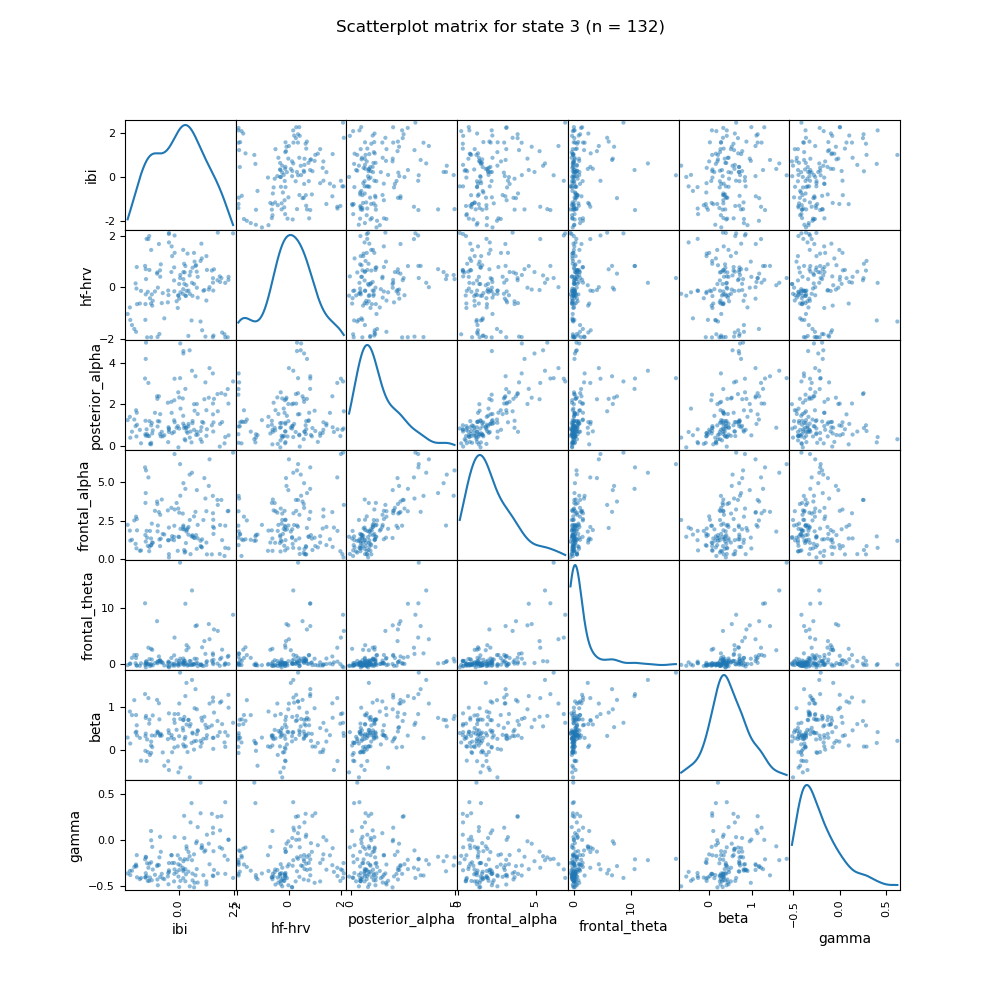 Scatterplot matrix for state 3 (n = 132)
2
0
-2
ibi
2
0
−2
hf-hrv
4
2
0
posterior_alpha
5.0
2.5
0.0
frontal_alpha
10
0
frontal_theta
1
0
beta
0.5
0.0
−0.5
gamma
0.0
2.5
ibi
0
2
hf-hrv
0
5
posterior_alpha
5
frontal_alpha
0
10
frontal_theta
0
1
beta
−0.5
0.0
0.5
gamma